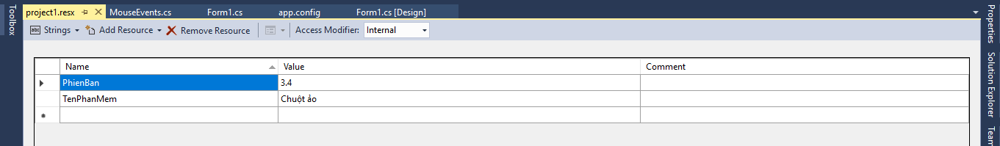 Toolbox
project1.resx
MouseEvents.cs
Form1.cs
app.config
Form1.cs [Design]
abc Strings
Add Resource
Remove Resource
Access Modifier: Internal
Name Value Comment
PhienBan 3.4
TenPhanMem Chuột ảo
Properties
Solution Explorer
Team